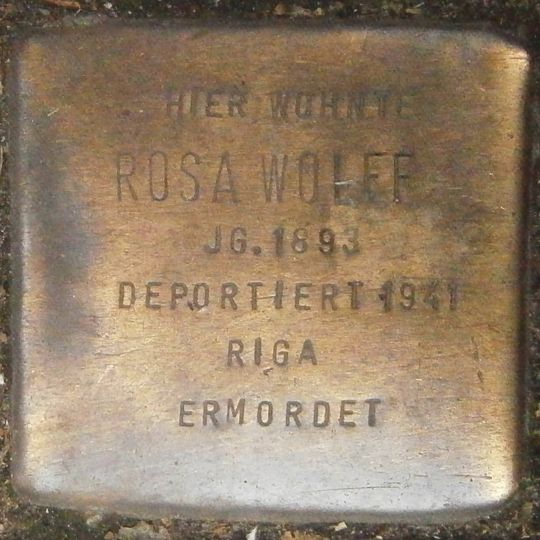 HIER WOHNTE
ROSA WOLFF
JG. 1893
DEPORTIERT 1941
RIGA
ERMORDET